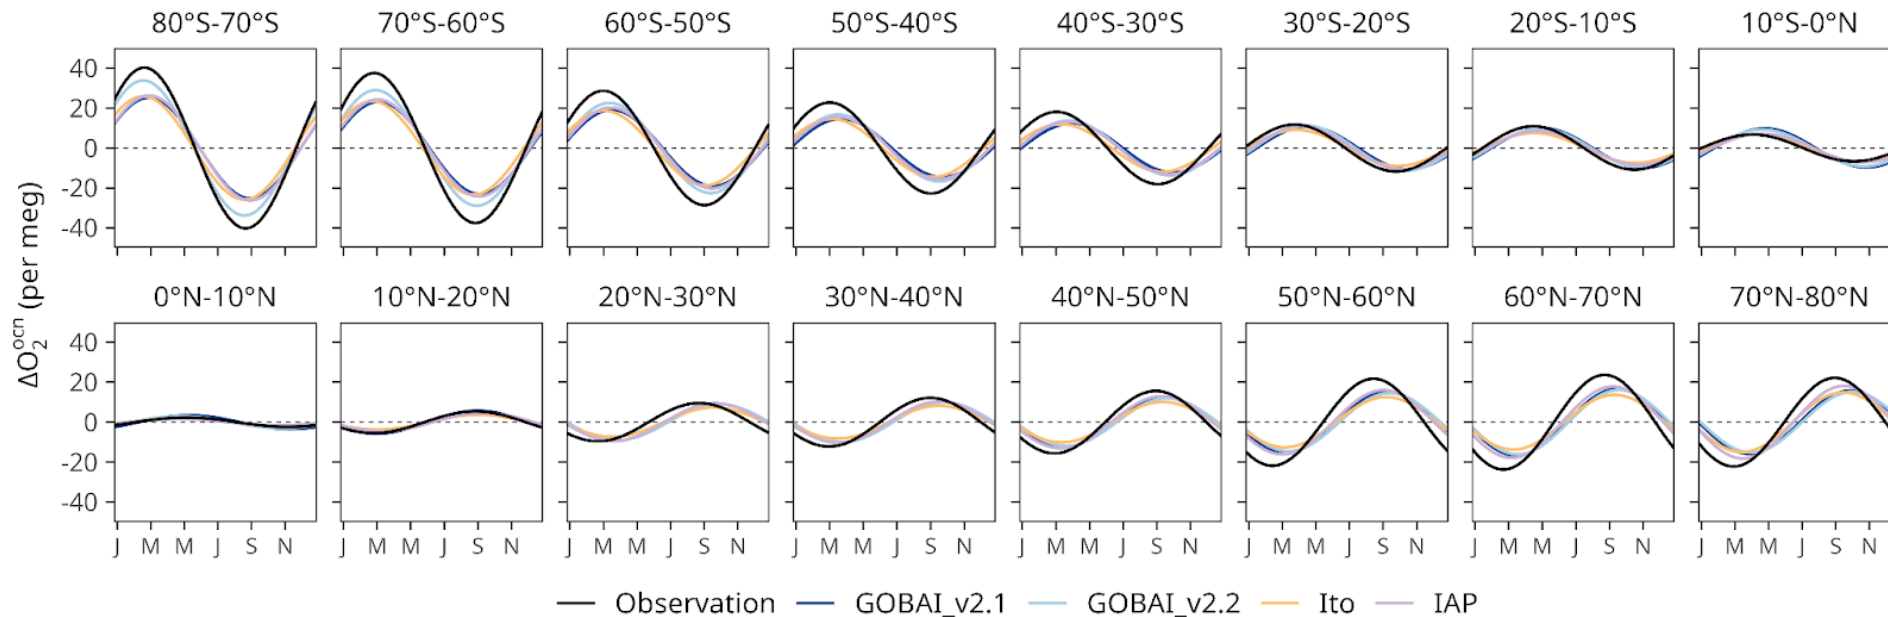 80°S-70°S 70°S-60°S 60°S-50°S 50°S-40°S 40°S-30°S 30°S-20°S 20°S-10°S 10°S-0°N
40
20
0
-20
-40
ΔO₂ᵒᶜⁿ (per meg)
0°N-10°N 10°N-20°N 20°N-30°N 30°N-40°N 40°N-50°N 50°N-60°N 60°N-70°N 70°N-80°N
40
20
0
-20
-40
J M M J S N J M M J S N J M M J S N J M M J S N J M M J S N J M M J S N J M M J S N J M M J S N
Observation GOBAI_v2.1 GOBAI_v2.2 Ito IAP